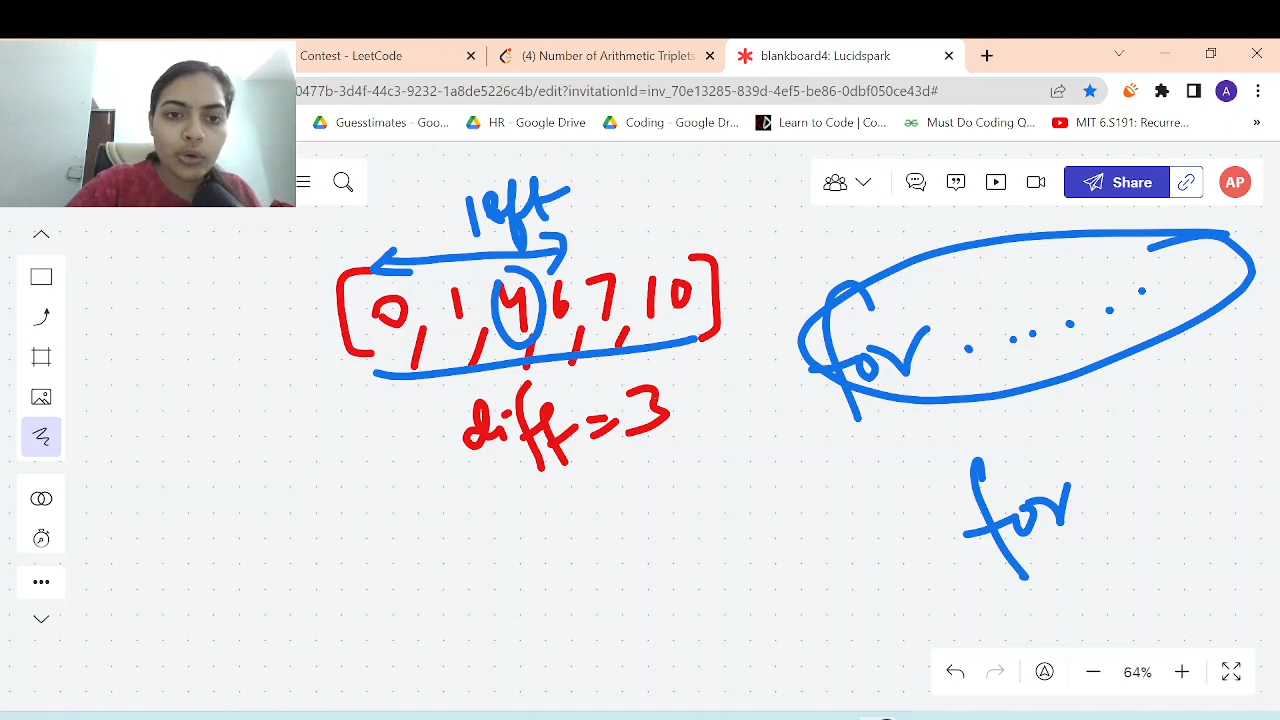 Contest - LeetCode
(4) Number of Arithmetic Triplets
blankboard4: Lucidspark
0477b-3d4f-44c3-9232-1a8de5226c4b/edit?invitationId=inv_70e13285-839d-4ef5-be86-0dbf050ce43d#
A
Guesstimates - Goo...
HR - Google Drive
Coding - Google Dr...
Learn to Code | Co...
Must Do Coding Q...
MIT 6.S191: Recurre...
»
Share
AP
left
[0, 1, 4, 6, 7, 10]
diff = 3
for ......
for
64%